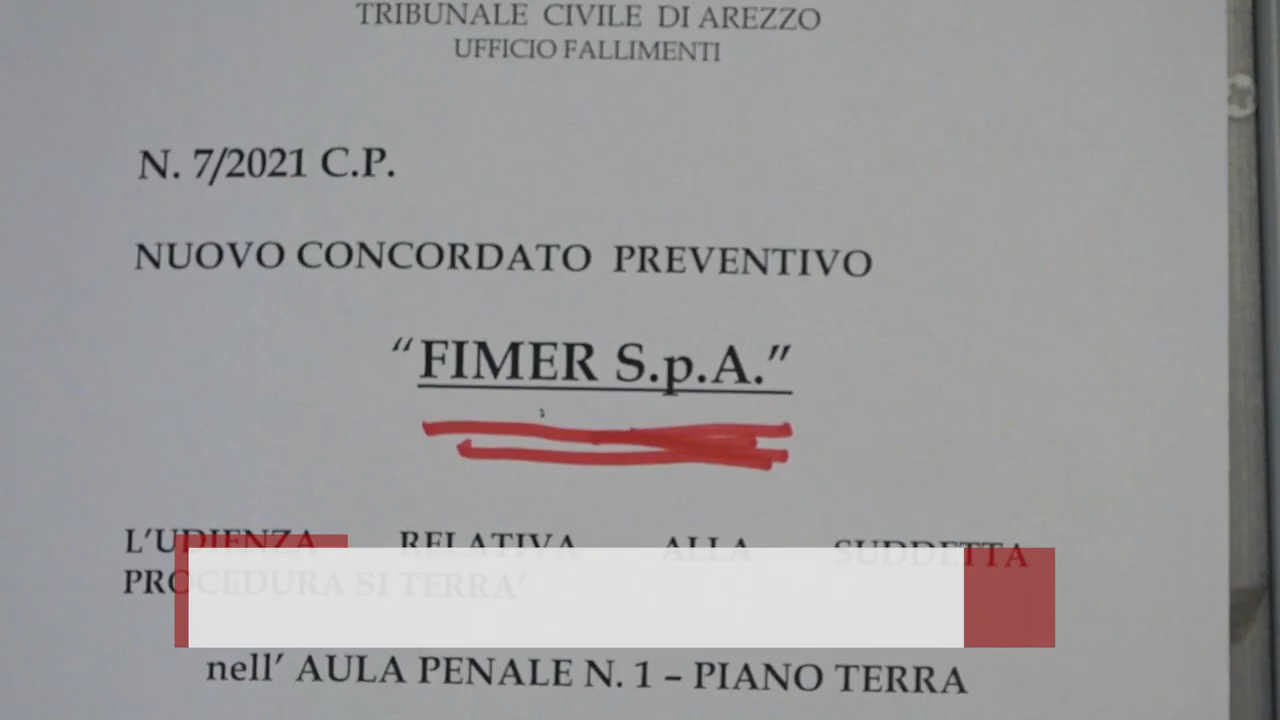 TRIBUNALE CIVILE DI AREZZO
UFFICIO FALLIMENTI
N. 7/2021 C.P.
NUOVO CONCORDATO PREVENTIVO
“FIMER S.p.A.”
L’UDIENZA RELATIVA ALLA SUDDETTA
PROCEDURA SI TERRA’
nell’ AULA PENALE N. 1 – PIANO TERRA